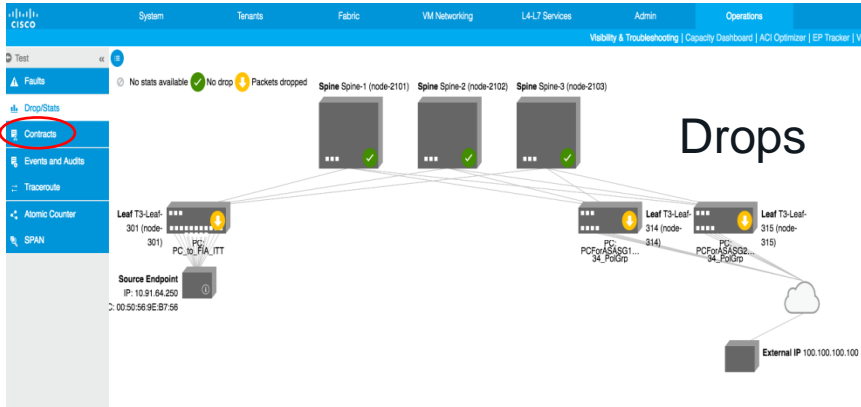 CISCO
System Tenants Fabric VM Networking L4-L7 Services Admin Operations
Visibility & Troubleshooting | Capacity Dashboard | ACI Optimizer | EP Tracker | V
Test «
Faults
Drop/Stats
Contracts
Events and Audits
Traceroute
Atomic Counter
SPAN
No stats available No drop Packets dropped
Spine Spine-1 (node-2101) Spine Spine-2 (node-2102) Spine Spine-3 (node-2103)
Drops
Leaf T3-Leaf-
301 (node-
301)
PC:
PC_to_FIA_ITT
Leaf T3-Leaf-
314 (node-
314)
PC:
PCForASASG1...
34_PolGrp
Leaf T3-Leaf-
315 (node-
315)
PC:
PCForASASG2...
34_PolGrp
Source Endpoint
IP: 10.91.64.250
C: 00:50:56:9E:B7:56
External IP 100.100.100.100